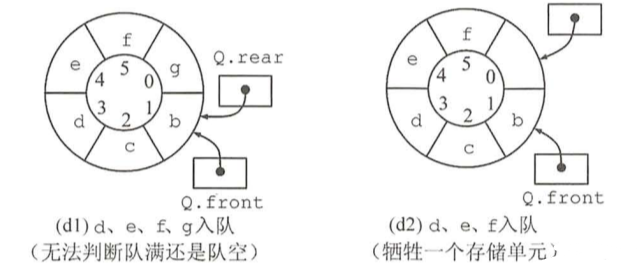 f
e
g
5
4
0
3
1
2
d
b
c
Q.rear
Q.front
(d1) d、e、f、g入队
（无法判断队满还是队空）
f
e
5
4
0
3
1
2
d
b
c
Q.front
(d2) d、e、f入队
（牺牲一个存储单元）